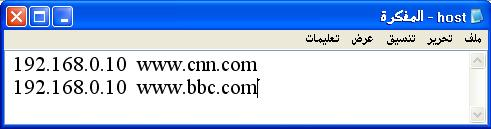 host - المفكرة
ملف تحرير تنسيق عرض تعليمات
192.168.0.10 www.cnn.com
192.168.0.10 www.bbc.com